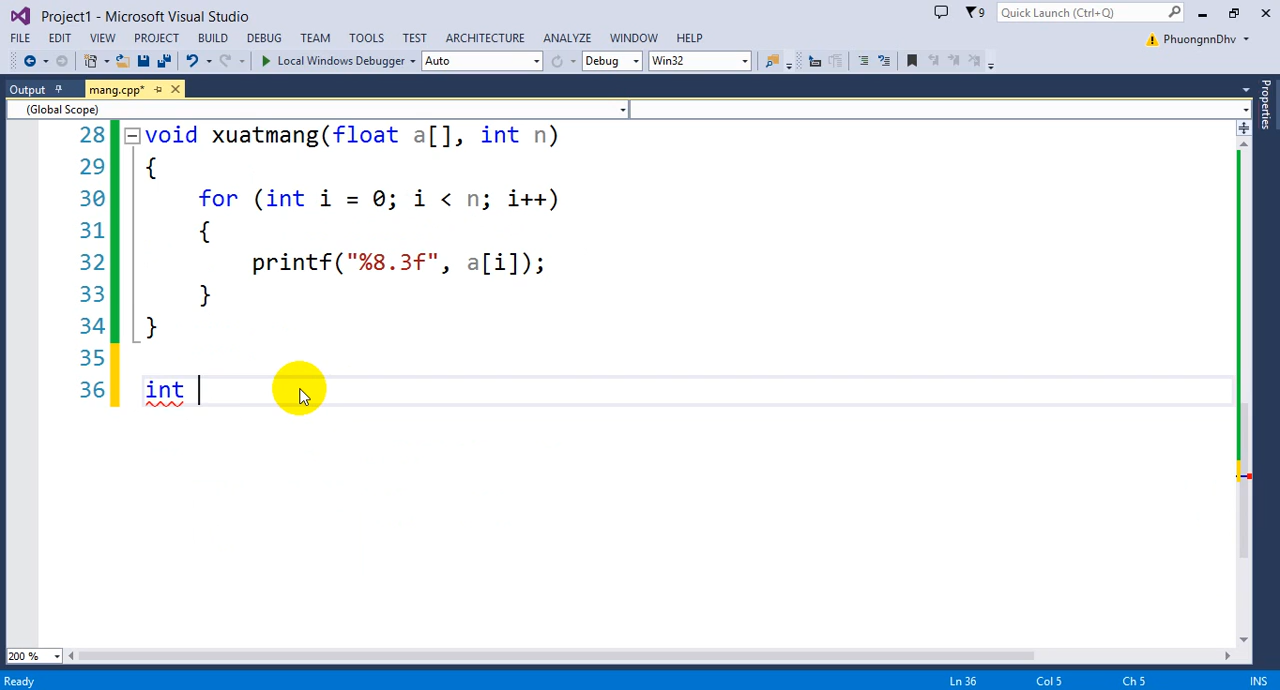 Project1 - Microsoft Visual Studio
9
Quick Launch (Ctrl+Q)
FILE EDIT VIEW PROJECT BUILD DEBUG TEAM TOOLS TEST ARCHITECTURE ANALYZE WINDOW HELP
PhuongnnDhv
Local Windows Debugger Auto Debug Win32
Output mang.cpp*
Properties
(Global Scope)
28 void xuatmang(float a[], int n)
29 {
30 for (int i = 0; i < n; i++)
31 {
32 printf("%8.3f", a[i]);
33 }
34 }
35
36 int
200 %
Ready Ln 36 Col 5 Ch 5 INS